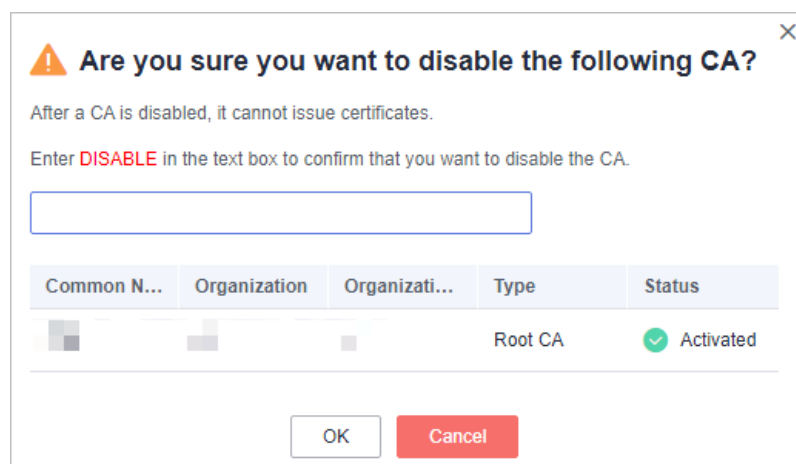 Are you sure you want to disable the following CA?
After a CA is disabled, it cannot issue certificates.
Enter DISABLE in the text box to confirm that you want to disable the CA.
Common N... Organization Organizati... Type Status
Root CA Activated
OK Cancel